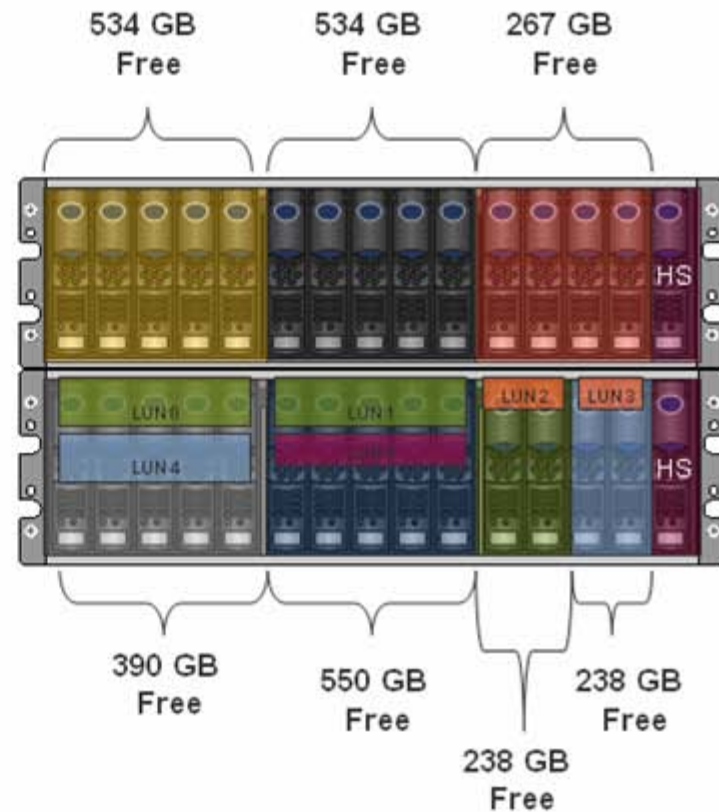 534 GB
Free
534 GB
Free
267 GB
Free
HS
LUN 0
LUN 1
LUN 2
LUN 3
LUN 4
HS
390 GB
Free
550 GB
Free
238 GB
Free
238 GB
Free